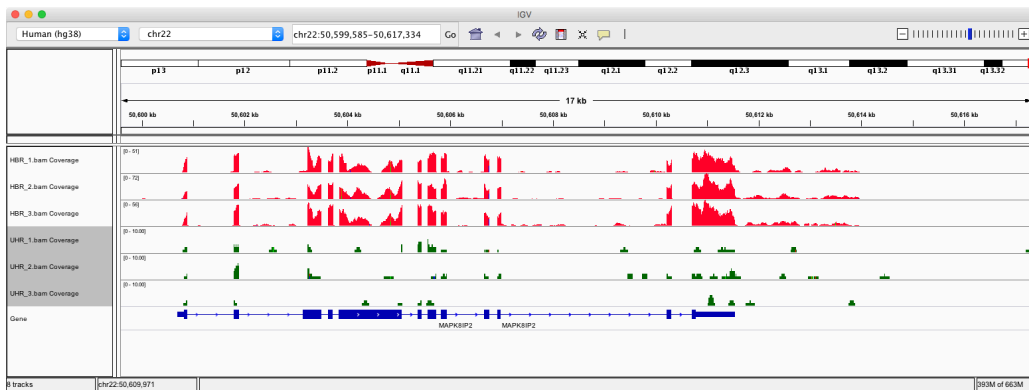 IGV
Human (hg38) chr22 chr22:50,599,585-50,617,334 Go
p13 p12 p11.2 p11.1 q11.1 q11.21 q11.22 q11.23 q12.1 q12.2 q12.3 q13.1 q13.2 q13.31 q13.32
17 kb
50,600 kb 50,602 kb 50,604 kb 50,606 kb 50,608 kb 50,610 kb 50,612 kb 50,614 kb 50,616 kb
[0 - 51]
HBR_1.bam Coverage
[0 - 72]
HBR_2.bam Coverage
[0 - 56]
HBR_3.bam Coverage
[0 - 10.00]
UHR_1.bam Coverage
[0 - 10.00]
UHR_2.bam Coverage
[0 - 10.00]
UHR_3.bam Coverage
Gene
MAPK8IP2 MAPK8IP2
8 tracks chr22:50,609,971 393M of 663M